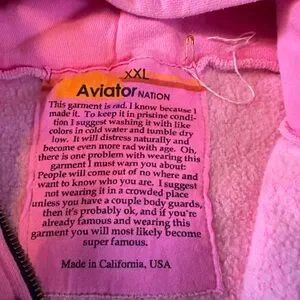 XXL
Aviator NATION
This garment is rad. I know because I
made it. To keep it in pristine condi-
tion I suggest washing it with like
colors in cold water and tumble dry
low. It will distress naturally and
become even more rad with age. Oh,
there is one problem with wearing this
garment I must warn you about:
People will come out of no where and
want to know who you are. I suggest
not wearing it in a crowded place
unless you have a couple body guards,
then it's probably ok, and if you're
already famous and wearing this
garment you will most likely become
super famous.
Made in California, USA